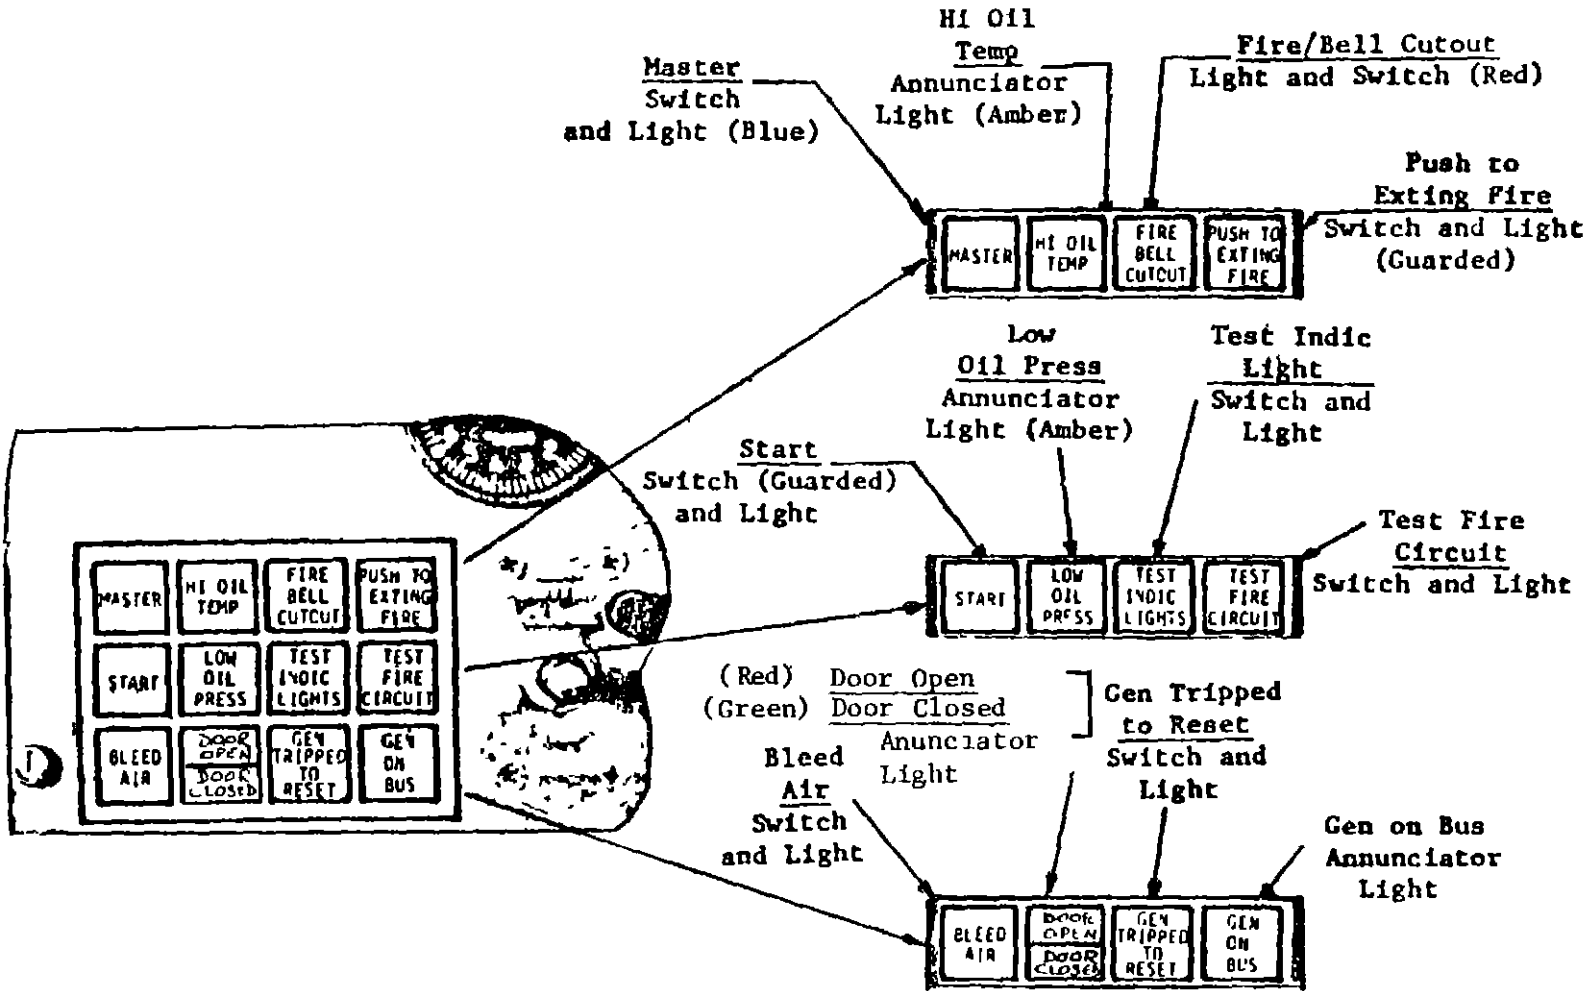 Hi Oil
Temp
Annunciator
Light (Amber)
Fire/Bell Cutout
Light and Switch (Red)
Master
Switch
and Light (Blue)
Push to
Exting Fire
Switch and Light
(Guarded)
MASTER
HI OIL
TEMP
FIRE
BELL
CUTOUT
PUSH TO
EXTING
FIRE
Low
Oil Press
Annunciator
Light (Amber)
Test Indic
Light
Switch and
Light
Start
Switch (Guarded)
and Light
Test Fire
Circuit
Switch and Light
START
LOW
OIL
PRESS
TEST
INDIC
LIGHTS
TEST
FIRE
CIRCUIT
MASTER
HI OIL
TEMP
FIRE
BELL
CUTCUT
PUSH TO
EXTING
FIRE
START
LOW
OIL
PRESS
TEST
INDIC
LIGHTS
TEST
FIRE
CIRCUIT
BLEED
AIR
DOOR
OPEN
DOOR
CLOSED
GEN
TRIPPED
TO
RESET
GEN
ON
BUS
(Red) Door Open
(Green) Door Closed
Anunciator
Light
Gen Tripped
to Reset
Switch and
Light
Bleed
Air
Switch
and Light
Gen on Bus
Annunciator
Light
BLEED
AIR
DOOR
OPEN
DOOR
CLOSED
GEN
TRIPPED
TO
RESET
GEN
ON
BUS